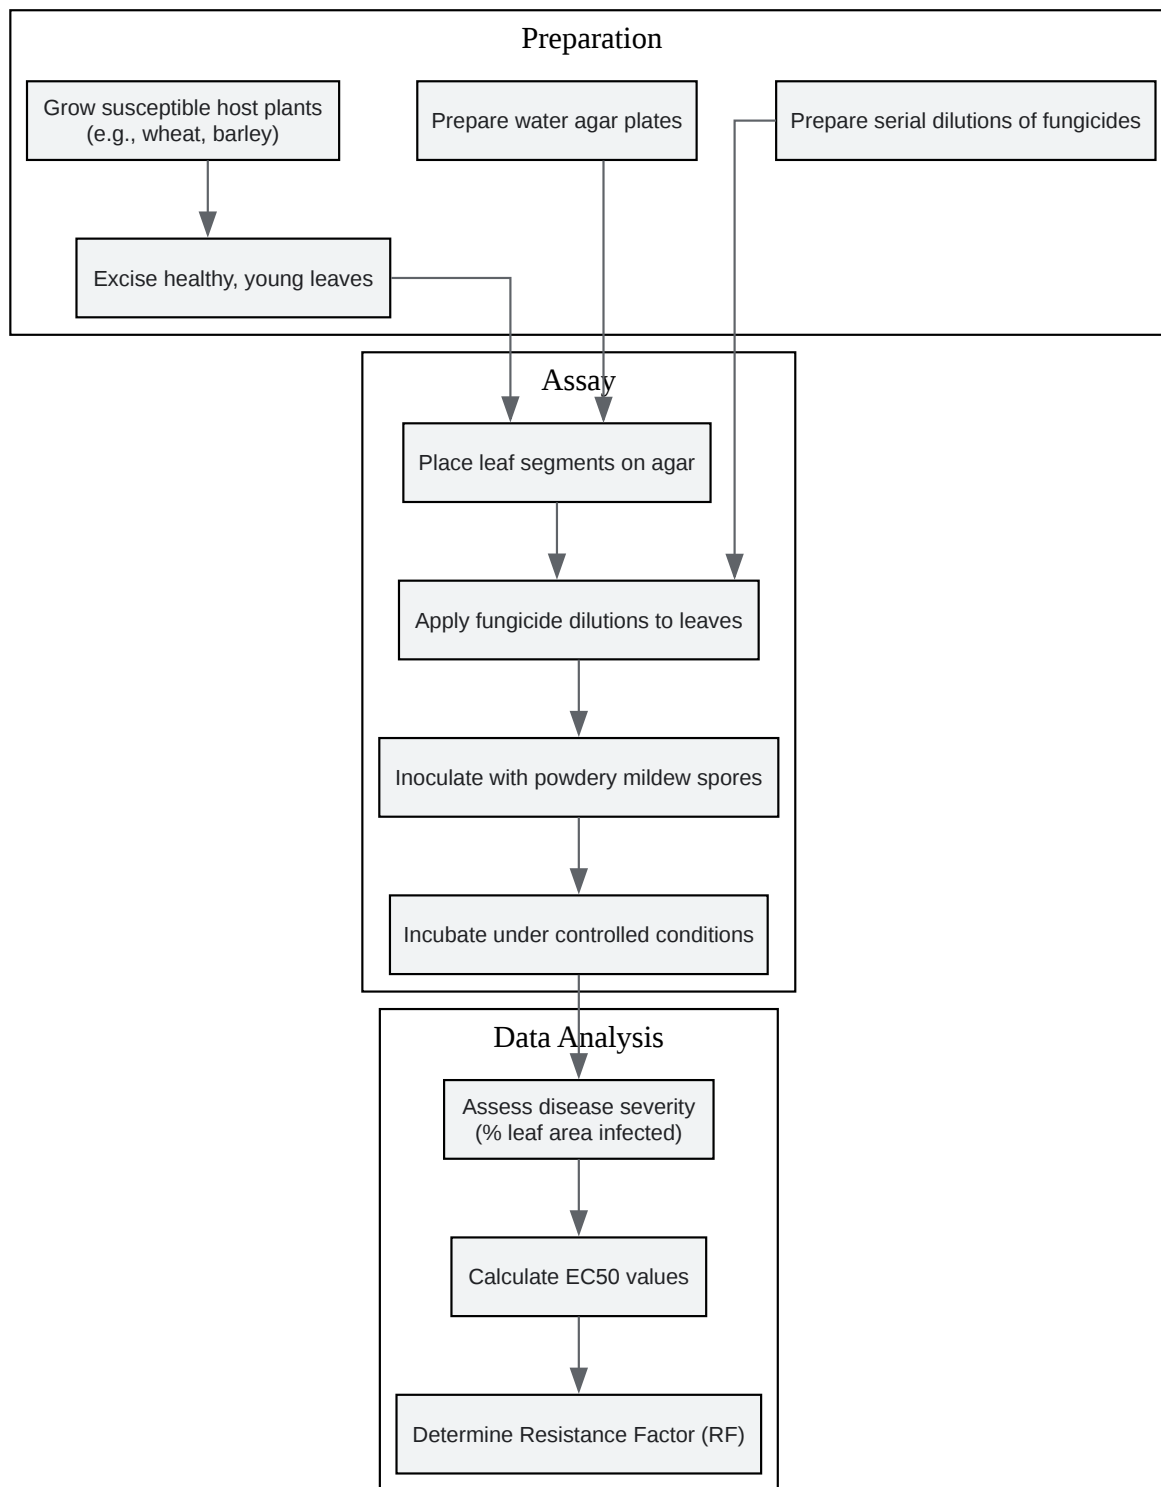 Preparation
Grow susceptible host plants
(e.g., wheat, barley)
Prepare water agar plates
Prepare serial dilutions of fungicides
Excise healthy, young leaves
Assay
Place leaf segments on agar
Apply fungicide dilutions to leaves
Inoculate with powdery mildew spores
Incubate under controlled conditions
Data Analysis
Assess disease severity
(% leaf area infected)
Calculate EC50 values
Determine Resistance Factor (RF)